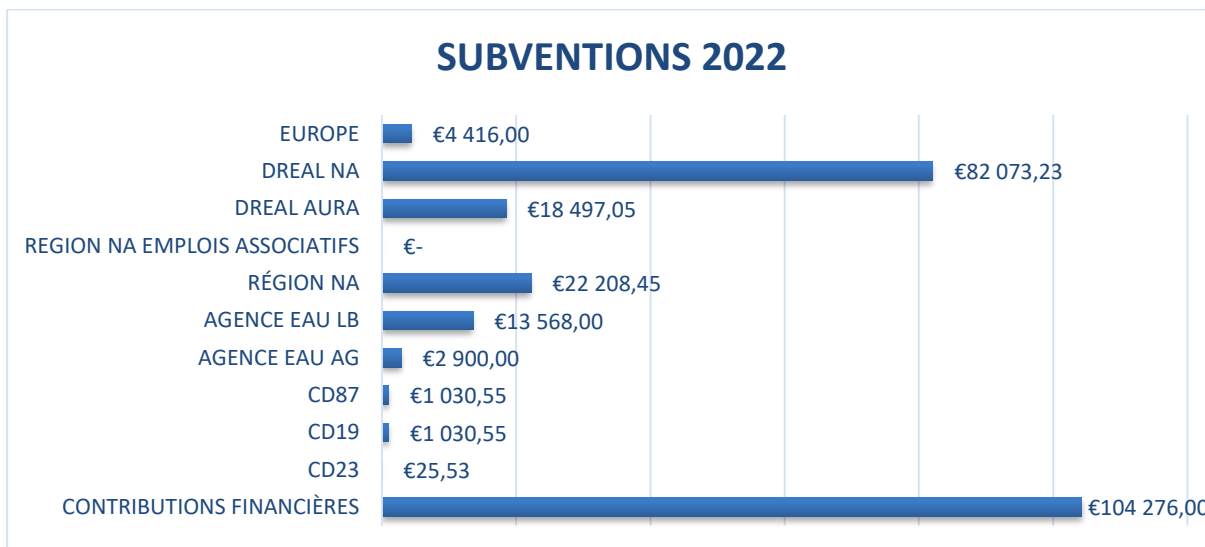 SUBVENTIONS 2022
EUROPE €4 416,00
DREAL NA €82 073,23
DREAL AURA €18 497,05
REGION NA EMPLOIS ASSOCIATIFS €-
RÉGION NA €22 208,45
AGENCE EAU LB €13 568,00
AGENCE EAU AG €2 900,00
CD87 €1 030,55
CD19 €1 030,55
CD23 €25,53
CONTRIBUTIONS FINANCIÈRES €104 276,00